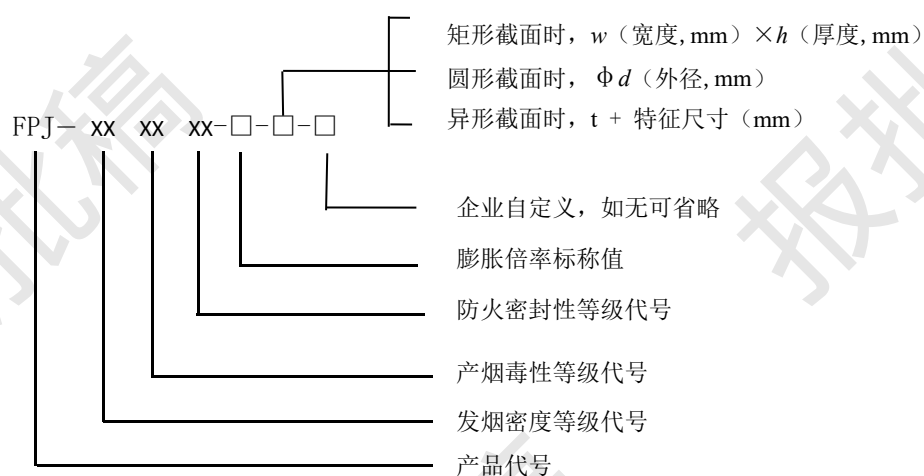 矩形截面时，w（宽度,mm）×h（厚度,mm）
圆形截面时，Φd（外径,mm）
异形截面时，t + 特征尺寸（mm）
FPJ— xx xx xx-□-□-□
企业自定义，如无可省略
膨胀倍率标称值
防火密封性等级代号
产烟毒性等级代号
发烟密度等级代号
产品代号
批稿
报批